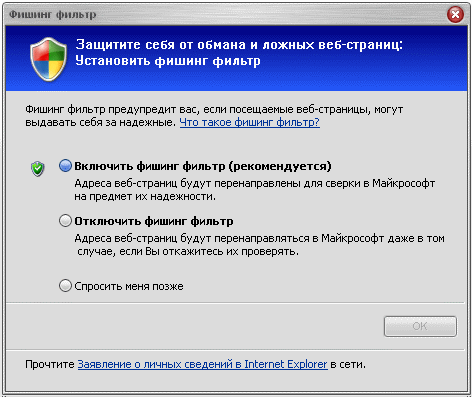 Фишинг фильтр
Защитите себя от обмана и ложных веб-страниц:
Установить фишинг фильтр
Фишинг фильтр предупредит вас, если посещаемые веб-страницы, могут
выдавать себя за надежные. Что такое фишинг фильтр?
Включить фишинг фильтр (рекомендуется)
Адреса веб-страниц будут перенаправлены для сверки в Майкрософт
на предмет их надежности.
Отключить фишинг фильтр
Адреса веб-страниц будут перенаправляться в Майкрософт даже в том
случае, если Вы откажитесь их проверять.
Спросить меня позже
OK
Прочтите Заявление о личных сведений в Internet Explorer в сети.